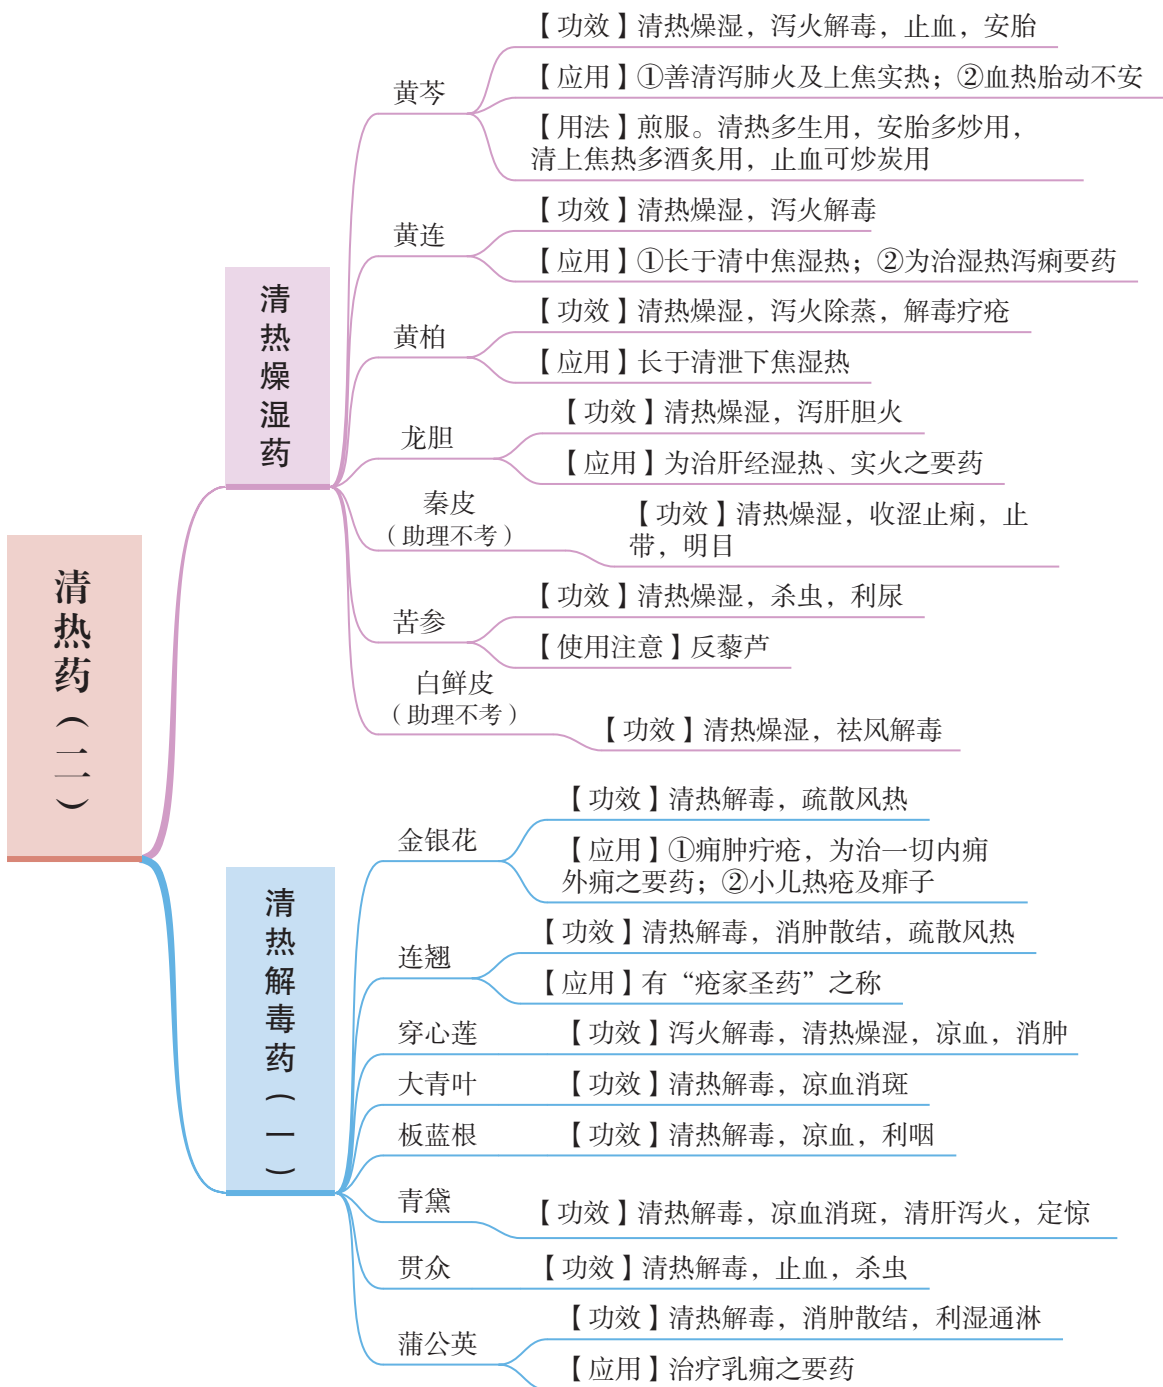 清热药（二）
清热燥湿药
黄芩
【功效】清热燥湿，泻火解毒，止血，安胎
【应用】①善清泻肺火及上焦实热；②血热胎动不安
【用法】煎服。清热多生用，安胎多炒用，
清上焦热多酒炙用，止血可炒炭用
黄连
【功效】清热燥湿，泻火解毒
【应用】①长于清中焦湿热；②为治湿热泻痢要药
黄柏
【功效】清热燥湿，泻火除蒸，解毒疗疮
【应用】长于清泄下焦湿热
龙胆
【功效】清热燥湿，泻肝胆火
【应用】为治肝经湿热、实火之要药
秦皮
（助理不考）
【功效】清热燥湿，收涩止痢，止
带，明目
苦参
【功效】清热燥湿，杀虫，利尿
【使用注意】反藜芦
白鲜皮
（助理不考）
【功效】清热燥湿，祛风解毒
清热解毒药（一）
金银花
【功效】清热解毒，疏散风热
【应用】①痈肿疔疮，为治一切内痈
外痈之要药；②小儿热疮及痱子
连翘
【功效】清热解毒，消肿散结，疏散风热
【应用】有“疮家圣药”之称
穿心莲
【功效】泻火解毒，清热燥湿，凉血，消肿
大青叶
【功效】清热解毒，凉血消斑
板蓝根
【功效】清热解毒，凉血，利咽
青黛
【功效】清热解毒，凉血消斑，清肝泻火，定惊
贯众
【功效】清热解毒，止血，杀虫
蒲公英
【功效】清热解毒，消肿散结，利湿通淋
【应用】治疗乳痈之要药